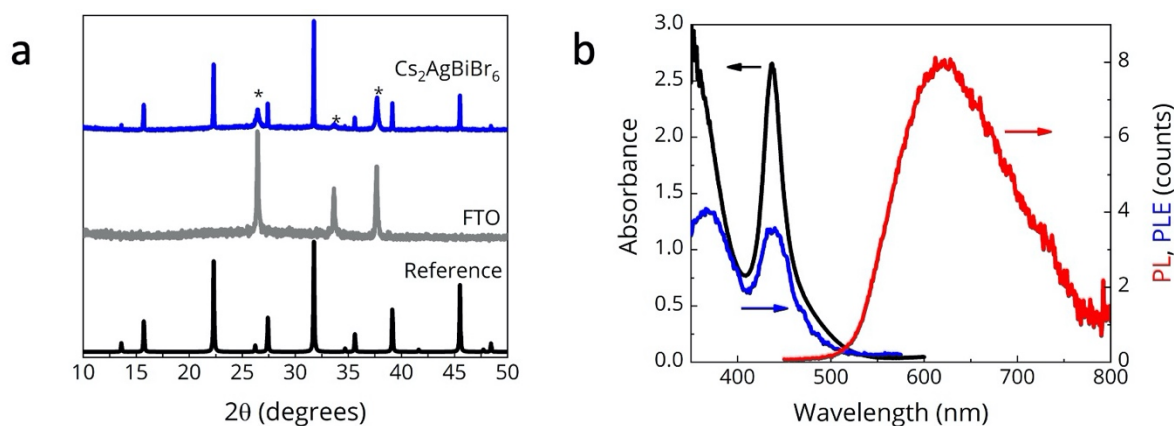 a
Cs₂AgBiBr₆
*
*
*
FTO
Reference
10 15 20 25 30 35 40 45 50
2θ (degrees)
b
3.0
2.5
2.0
1.5
1.0
0.5
0.0
Absorbance
8
6
4
2
0
PL, PLE (counts)
400 500 600 700 800
Wavelength (nm)